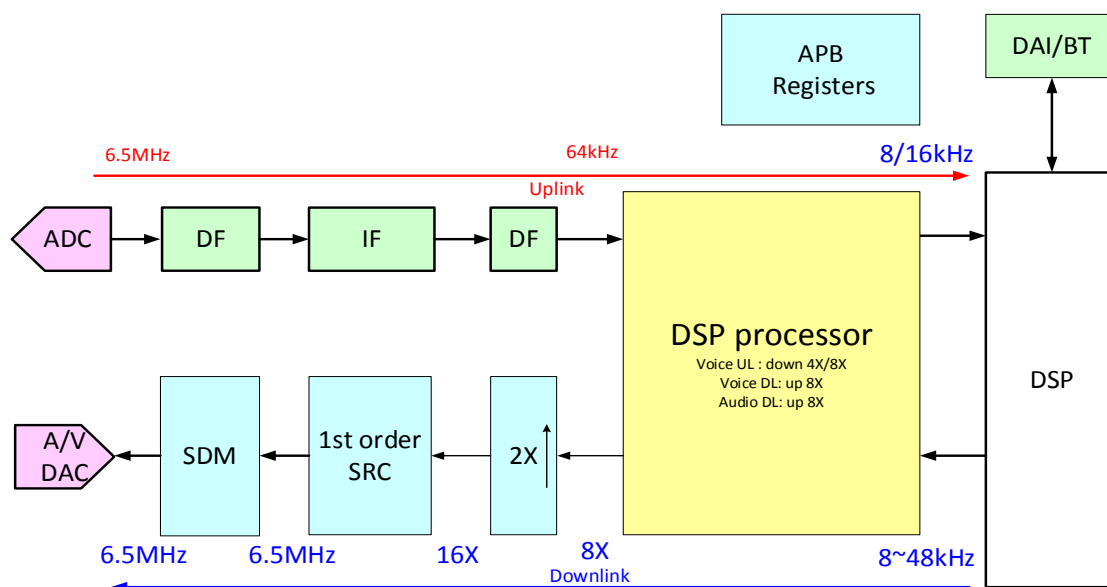 APB
Registers
DAI/BT
6.5MHz
64kHz
8/16kHz
Uplink
ADC
DF
IF
DF
DSP processor
Voice UL : down 4X/8X
Voice DL: up 8X
Audio DL: up 8X
DSP
A/V
DAC
SDM
1st order
SRC
2X
6.5MHz
6.5MHz
16X
8X
8~48kHz
Downlink